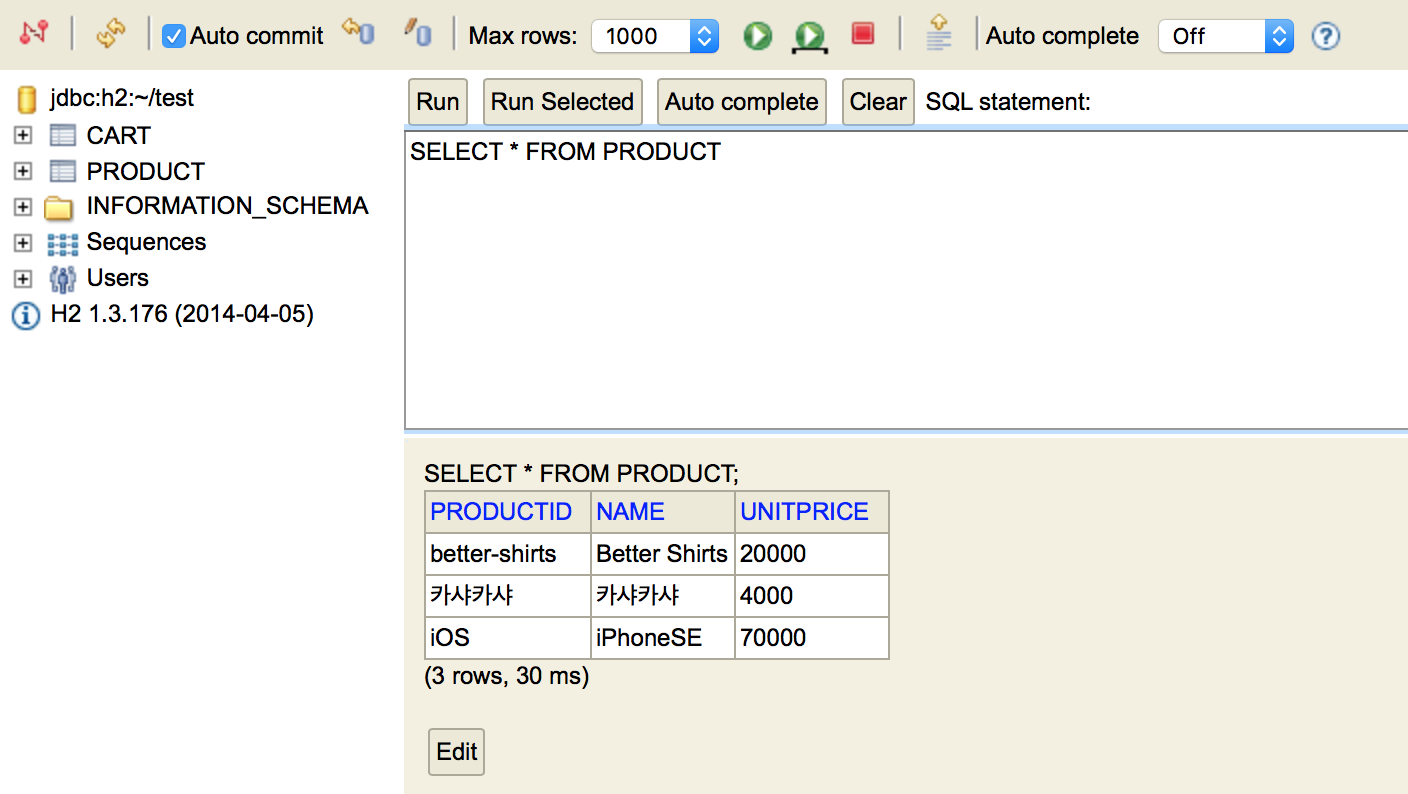 Auto commit Max rows: 1000 Auto complete Off
jdbc:h2:~/test
CART
PRODUCT
INFORMATION_SCHEMA
Sequences
Users
H2 1.3.176 (2014-04-05)
Run Run Selected Auto complete Clear SQL statement:
SELECT * FROM PRODUCT
SELECT * FROM PRODUCT;
PRODUCTID NAME UNITPRICE
better-shirts Better Shirts 20000
카샤카샤 카샤카샤 4000
iOS iPhoneSE 70000
(3 rows, 30 ms)
Edit